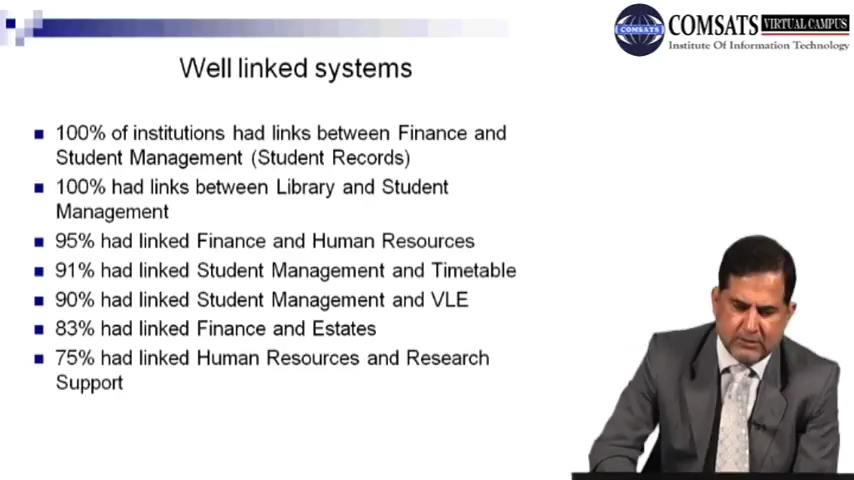 COMSATS
COMSATS VIRTUAL CAMPUS
Institute Of Information Technology
Well linked systems
100% of institutions had links between Finance and
Student Management (Student Records)
100% had links between Library and Student
Management
95% had linked Finance and Human Resources
91% had linked Student Management and Timetable
90% had linked Student Management and VLE
83% had linked Finance and Estates
75% had linked Human Resources and Research
Support